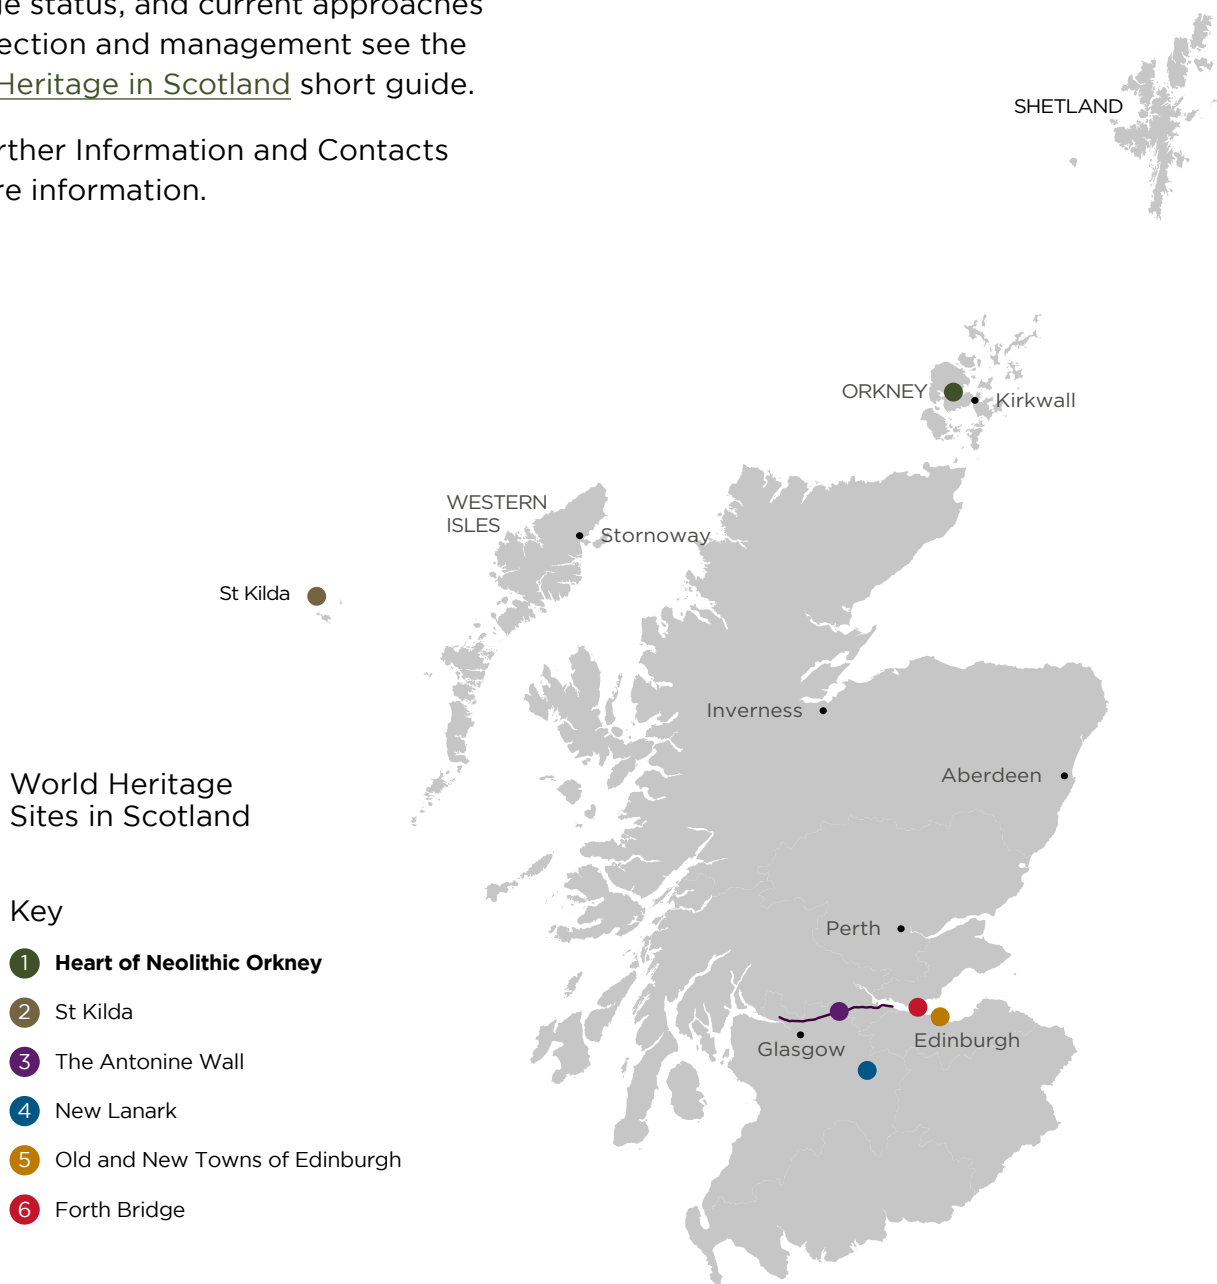 ge status, and current approaches
ection and management see the
Heritage in Scotland short guide.
rther Information and Contacts
re information.
SHETLAND
ORKNEY
Kirkwall
WESTERN
ISLES
Stornoway
St Kilda
Inverness
Aberdeen
World Heritage
Sites in Scotland
Key
1 Heart of Neolithic Orkney
2 St Kilda
3 The Antonine Wall
4 New Lanark
5 Old and New Towns of Edinburgh
6 Forth Bridge
Perth
Glasgow
Edinburgh